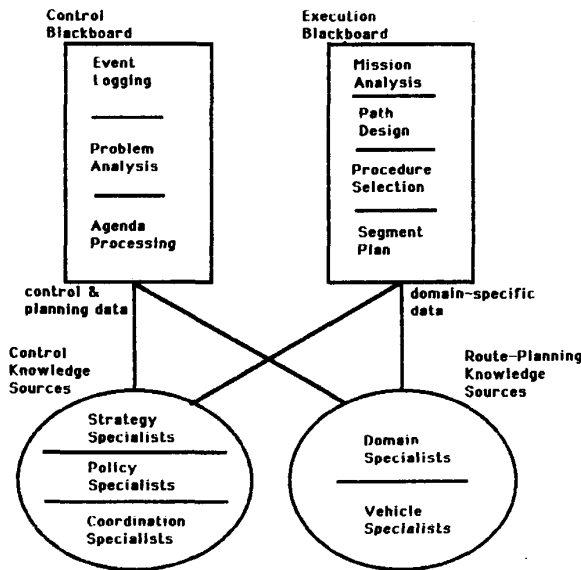 Control
Blackboard
Event
Logging
Problem
Analysis
Agenda
Processing
Execution
Blackboard
Mission
Analysis
Path
Design
Procedure
Selection
Segment
Plan
control &
planning data
domain-specific
data
Control
Knowledge
Sources
Strategy
Specialists
Policy
Specialists
Coordination
Specialists
Route-Planning
Knowledge
Sources
Domain
Specialists
Vehicle
Specialists